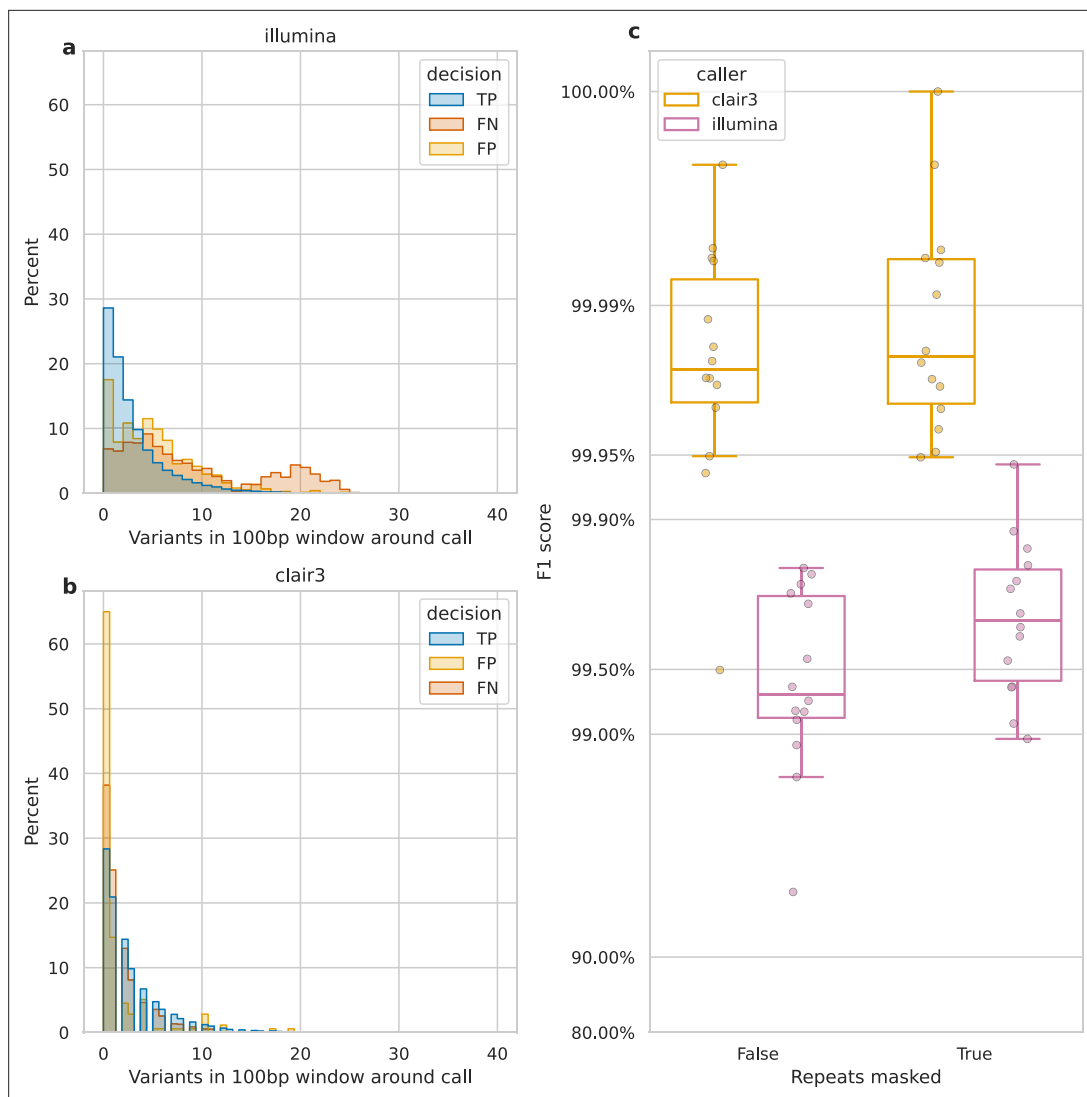 a
illumina
decision
TP
FN
FP
60
50
40
30
20
10
0
Percent
0
10
20
30
40
Variants in 100bp window around call
b
clair3
decision
TP
FP
FN
60
50
40
30
20
10
0
Percent
0
10
20
30
40
Variants in 100bp window around call
c
caller
clair3
illumina
100.00%
99.99%
99.95%
99.90%
99.50%
99.00%
90.00%
80.00%
F1 score
False
True
Repeats masked